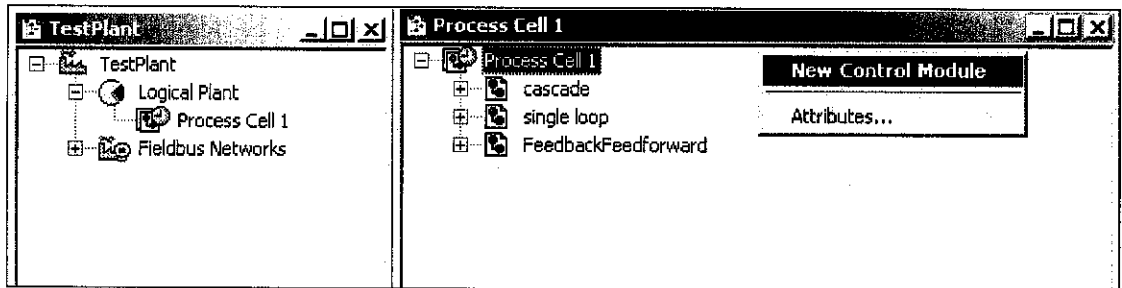 TestPlant
TestPlant
Logical Plant
Process Cell 1
Fieldbus Networks
Process Cell 1
Process Cell 1
cascade
single loop
FeedbackFeedforward
New Control Module
Attributes...